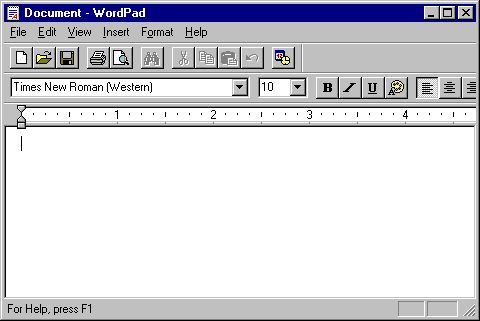 Document - WordPad
File Edit View Insert Format Help
Times New Roman (Western) 10 B I U
1 2 3 4
For Help, press F1